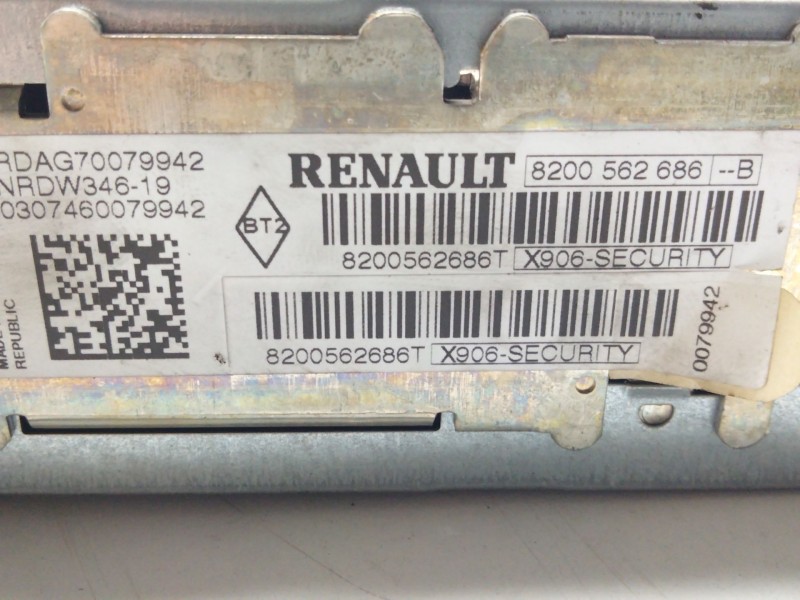 RDAG70079942
NRDW346-19
0307460079942
RENAULT
8200 562 686 --B
BT2
8200562686T X906-SECURITY
8200562686T X906-SECURITY
0079942
MADE
REPUBLIC